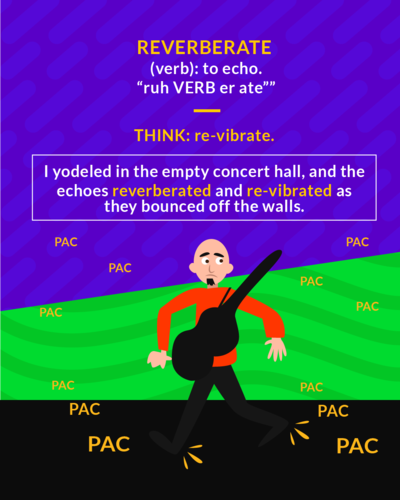 REVERBERATE
(verb): to echo.
“ruh VERB er ate””
THINK: re-vibrate.
I yodeled in the empty concert hall, and the
echoes reverberated and re-vibrated as
they bounced off the walls.
PAC PAC
PAC
PAC
PAC PAC
PAC PAC
PAC PAC
PAC PAC